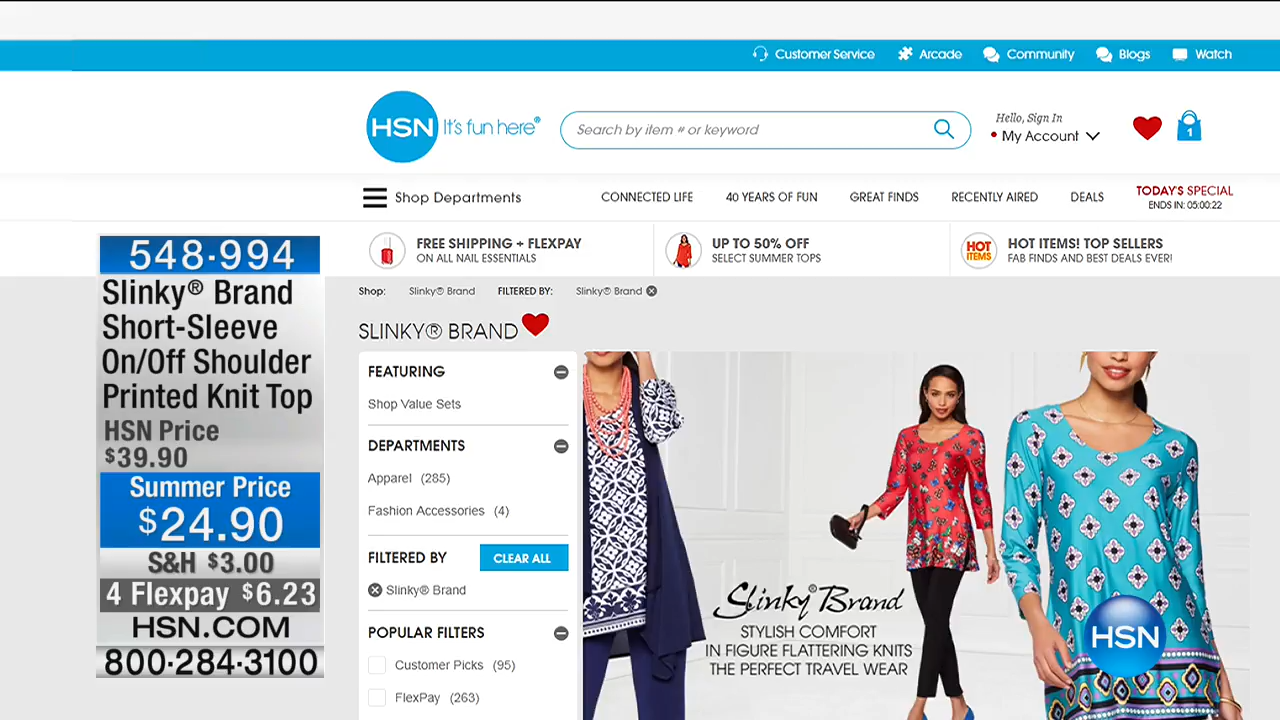 Customer Service Arcade Community Blogs Watch
HSN It's fun here®
Search by item # or keyword
Hello, Sign In
My Account
1
Shop Departments
CONNECTED LIFE 40 YEARS OF FUN GREAT FINDS RECENTLY AIRED DEALS
TODAY'S SPECIAL
ENDS IN: 05:00:22
FREE SHIPPING + FLEXPAY
ON ALL NAIL ESSENTIALS
UP TO 50% OFF
SELECT SUMMER TOPS
HOT
ITEMS
HOT ITEMS! TOP SELLERS
FAB FINDS AND BEST DEALS EVER!
548-994
Slinky® Brand
Short-Sleeve
On/Off Shoulder
Printed Knit Top
HSN Price
$39.90
Summer Price
$24.90
S&H $3.00
4 Flexpay $6.23
HSN.COM
800-284-3100
Shop: Slinky® Brand FILTERED BY: Slinky® Brand
SLINKY® BRAND
FEATURING
Shop Value Sets
DEPARTMENTS
Apparel (285)
Fashion Accessories (4)
FILTERED BY CLEAR ALL
Slinky® Brand
POPULAR FILTERS
Customer Picks (95)
FlexPay (263)
Slinky® Brand
STYLISH COMFORT
IN FIGURE FLATTERING KNITS
THE PERFECT TRAVEL WEAR
HSN